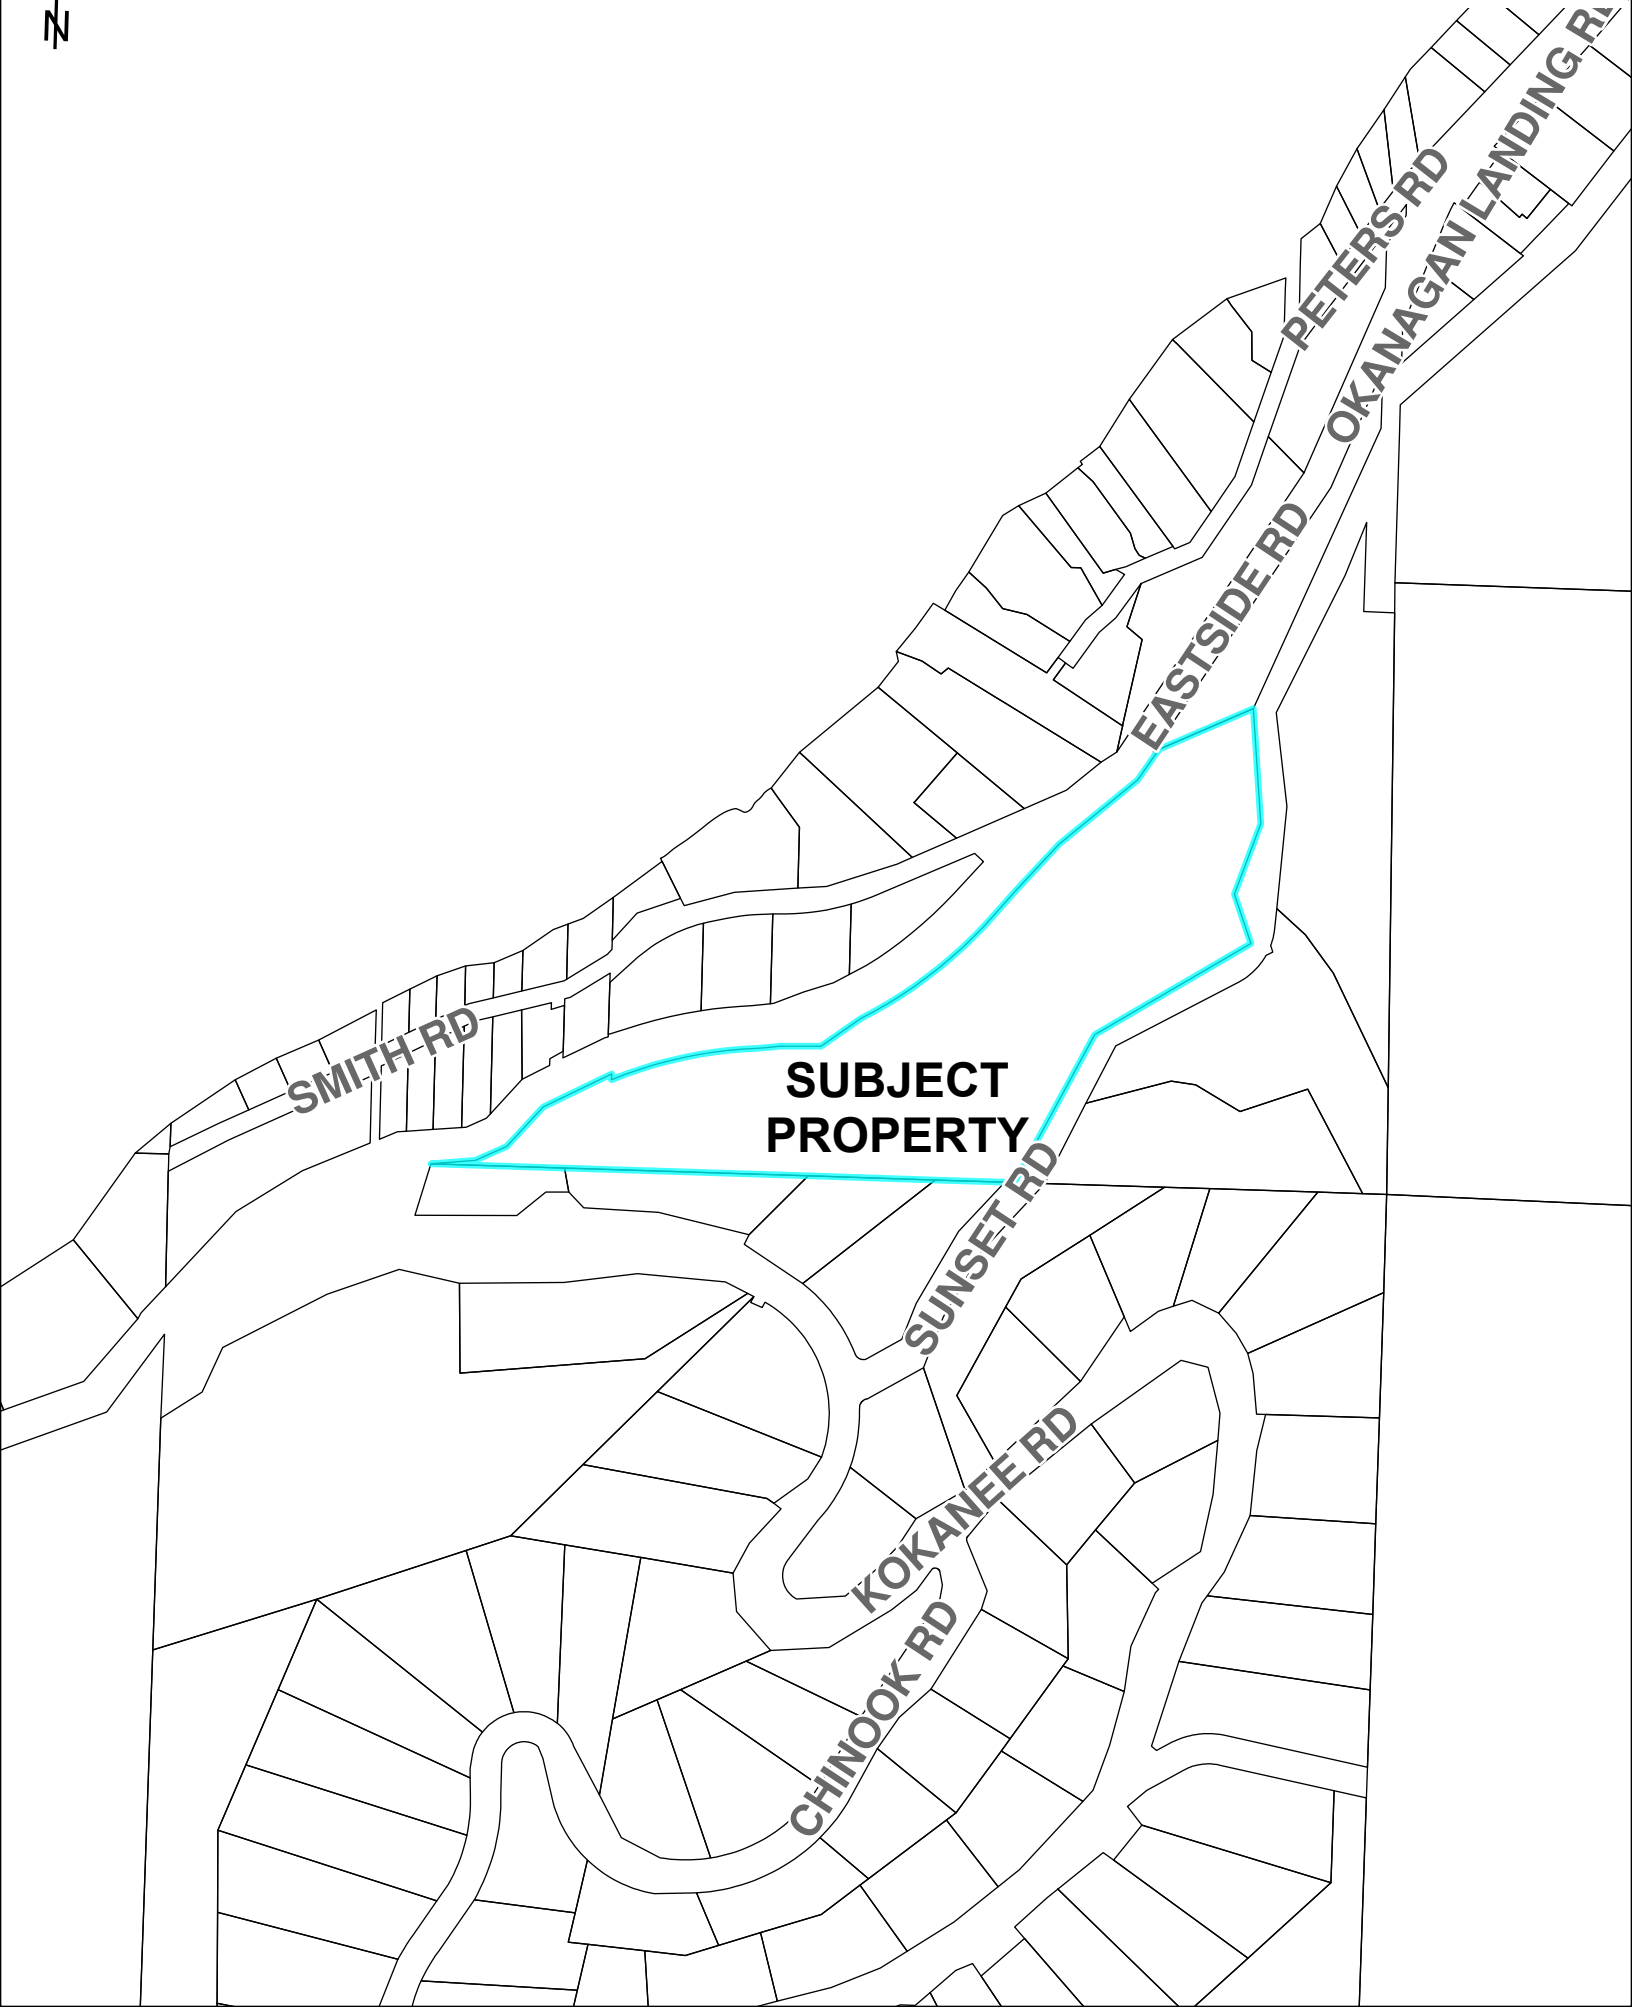 N
PETERS RD
OKANAGAN LANDING RD
EASTSIDE RD
SMITH RD
SUBJECT
PROPERTY
SUNSET RD
KOKANEE RD
CHINOOK RD